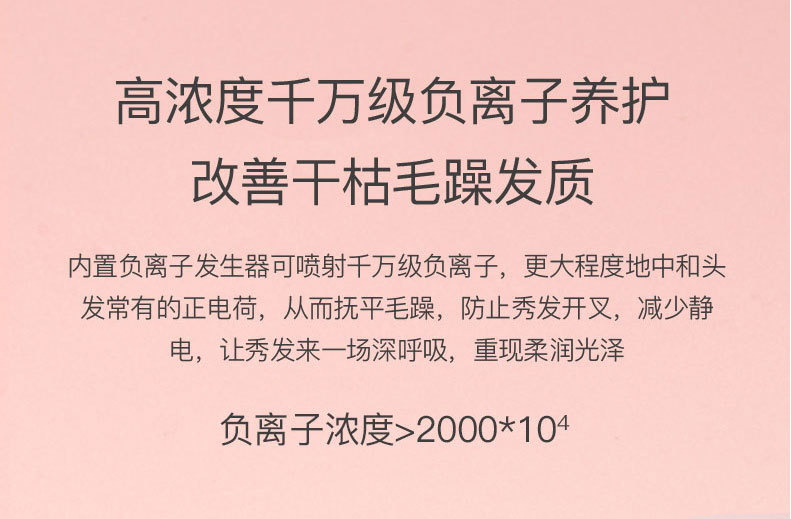 高浓度千万级负离子养护
改善干枯毛躁发质
内置负离子发生器可喷射千万级负离子，更大程度地中和头
发常有的正电荷，从而抚平毛躁，防止秀发开叉，减少静
电，让秀发来一场深呼吸，重现柔润光泽
负离子浓度>2000*10⁴